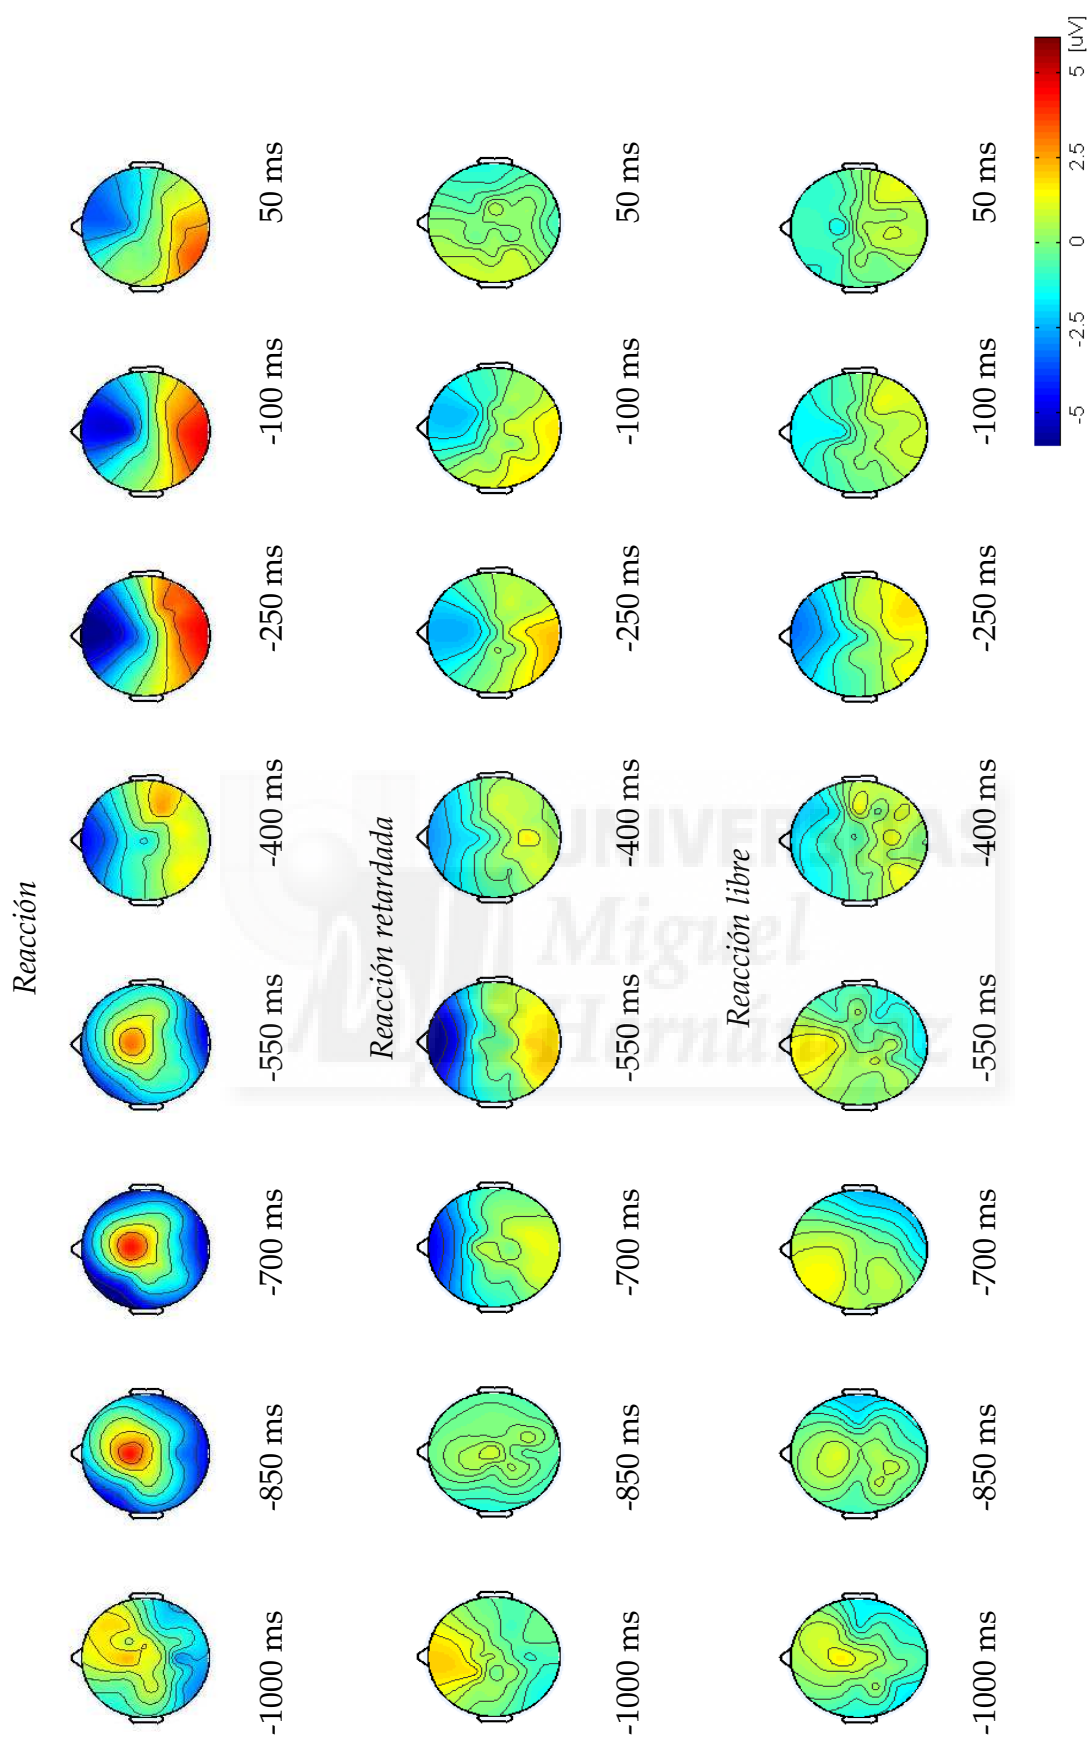 Reacción
-1000 ms -850 ms -700 ms -550 ms -400 ms -250 ms -100 ms 50 ms
Reacción retardada
-1000 ms -850 ms -700 ms -550 ms -400 ms -250 ms -100 ms 50 ms
Reacción libre
-1000 ms -850 ms -700 ms -550 ms -400 ms -250 ms -100 ms 50 ms
-5 -2.5 0 2.5 5 [uV]
UNIVERSITAS
Miguel
Hernández